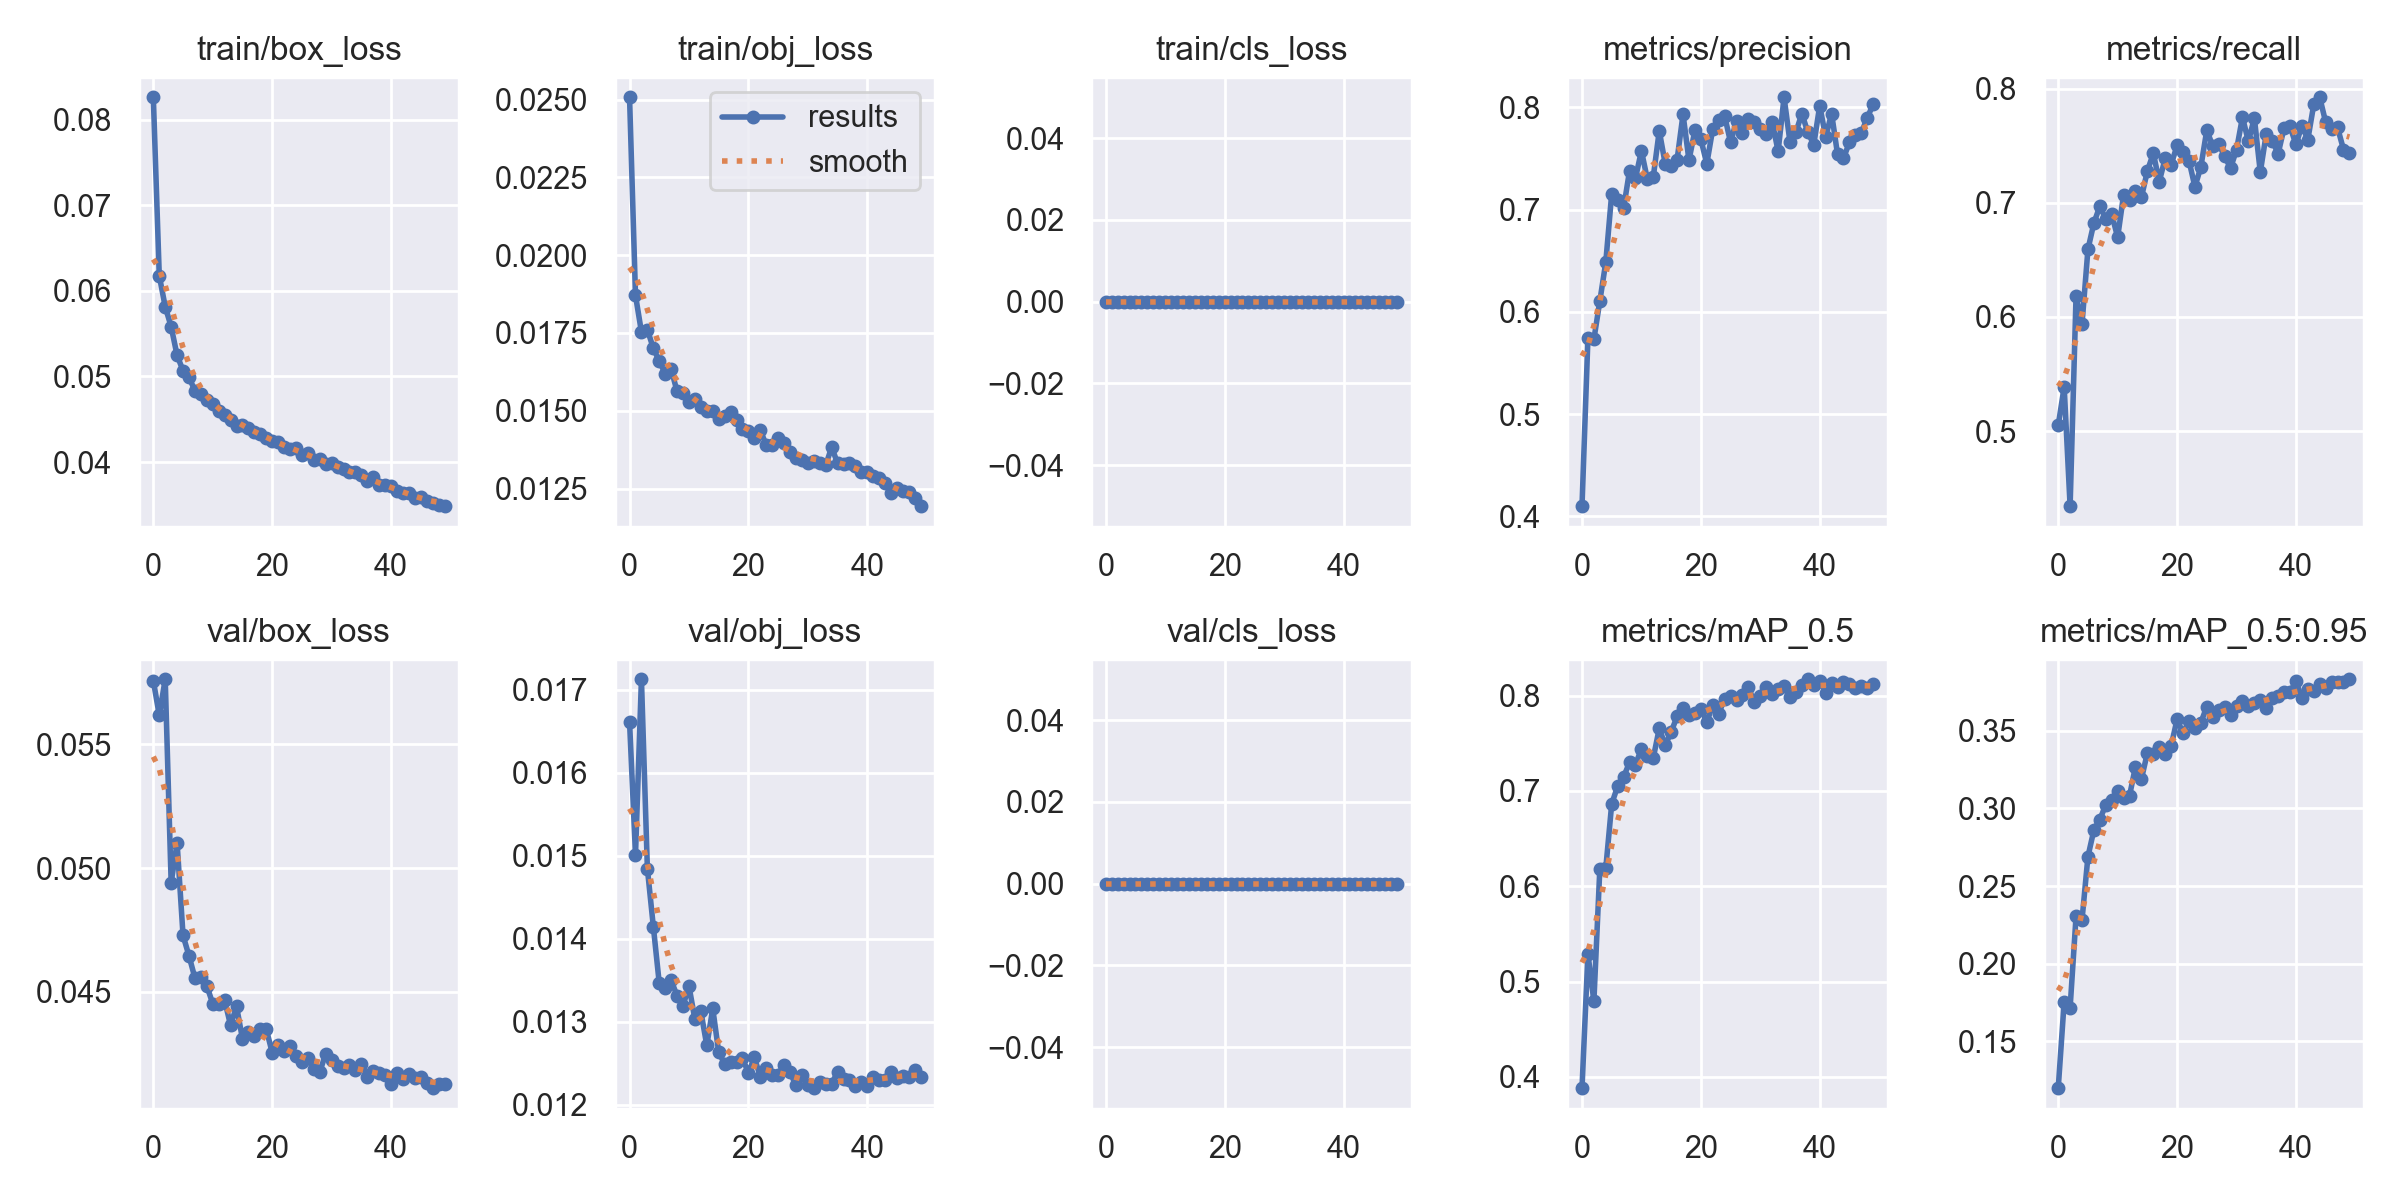 train/box_loss
0.08
0.07
0.06
0.05
0.04
0 20 40
train/obj_loss
results
smooth
0.0250
0.0225
0.0200
0.0175
0.0150
0.0125
0 20 40
train/cls_loss
0.04
0.02
0.00
−0.02
−0.04
0 20 40
metrics/precision
0.8
0.7
0.6
0.5
0.4
0 20 40
metrics/recall
0.8
0.7
0.6
0.5
0 20 40
val/box_loss
0.055
0.050
0.045
0 20 40
val/obj_loss
0.017
0.016
0.015
0.014
0.013
0.012
0 20 40
val/cls_loss
0.04
0.02
0.00
−0.02
−0.04
0 20 40
metrics/mAP_0.5
0.8
0.7
0.6
0.5
0.4
0 20 40
metrics/mAP_0.5:0.95
0.35
0.30
0.25
0.20
0.15
0 20 40